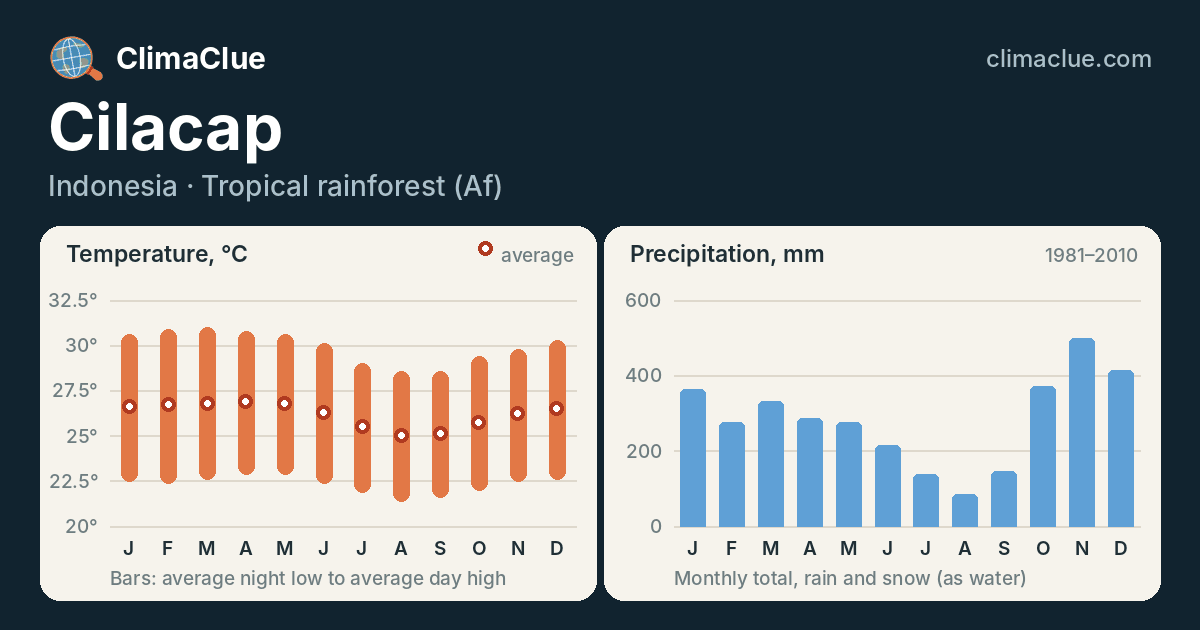 ClimaClue
climaclue.com
Cilacap
Indonesia · Tropical rainforest (Af)
Temperature, °C
average
32.5°
30°
27.5°
25°
22.5°
20°
J F M A M J J A S O N D
Bars: average night low to average day high
Precipitation, mm
1981–2010
600
400
200
0
J F M A M J J A S O N D
Monthly total, rain and snow (as water)